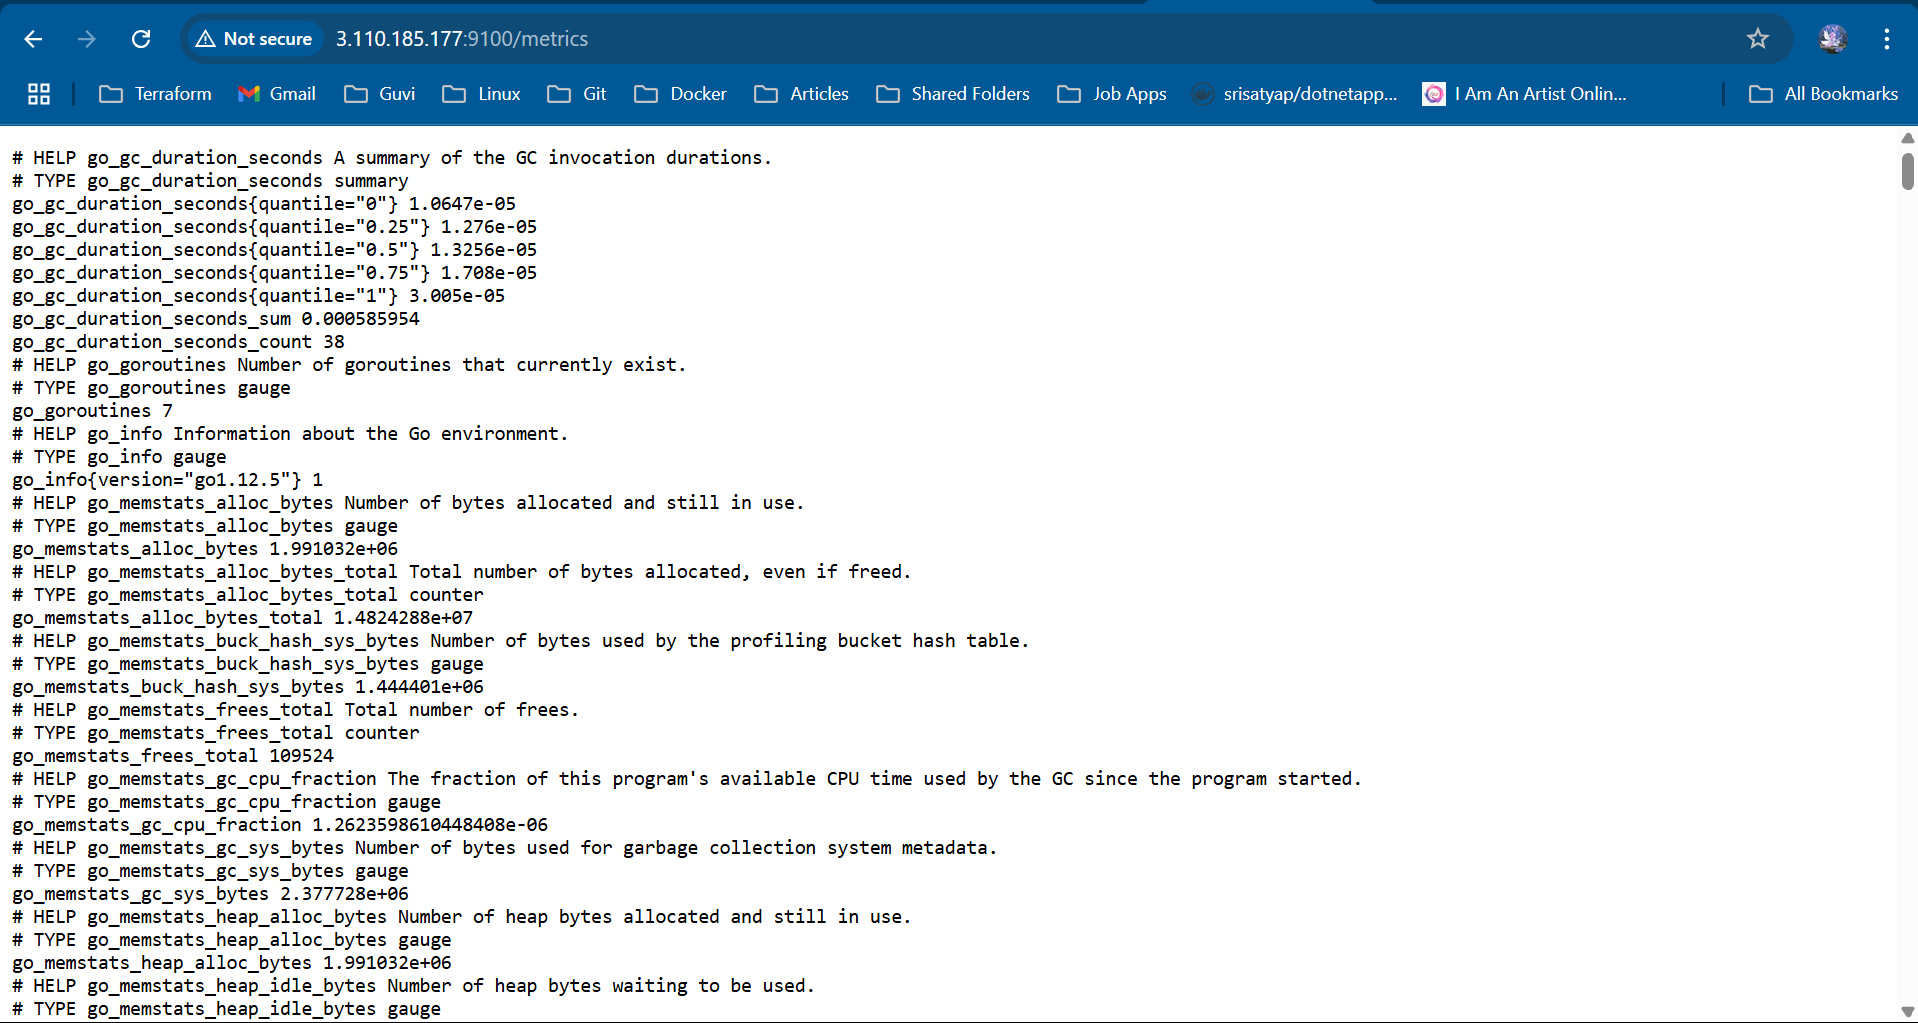 Not secure 3.110.185.177:9100/metrics
Terraform Gmail Guvi Linux Git Docker Articles Shared Folders Job Apps srisatyap/dotnetapp... I Am An Artist Onlin... All Bookmarks
# HELP go_gc_duration_seconds A summary of the GC invocation durations.
# TYPE go_gc_duration_seconds summary
go_gc_duration_seconds{quantile="0"} 1.0647e-05
go_gc_duration_seconds{quantile="0.25"} 1.276e-05
go_gc_duration_seconds{quantile="0.5"} 1.3256e-05
go_gc_duration_seconds{quantile="0.75"} 1.708e-05
go_gc_duration_seconds{quantile="1"} 3.005e-05
go_gc_duration_seconds_sum 0.000585954
go_gc_duration_seconds_count 38
# HELP go_goroutines Number of goroutines that currently exist.
# TYPE go_goroutines gauge
go_goroutines 7
# HELP go_info Information about the Go environment.
# TYPE go_info gauge
go_info{version="go1.12.5"} 1
# HELP go_memstats_alloc_bytes Number of bytes allocated and still in use.
# TYPE go_memstats_alloc_bytes gauge
go_memstats_alloc_bytes 1.991032e+06
# HELP go_memstats_alloc_bytes_total Total number of bytes allocated, even if freed.
# TYPE go_memstats_alloc_bytes_total counter
go_memstats_alloc_bytes_total 1.4824288e+07
# HELP go_memstats_buck_hash_sys_bytes Number of bytes used by the profiling bucket hash table.
# TYPE go_memstats_buck_hash_sys_bytes gauge
go_memstats_buck_hash_sys_bytes 1.444401e+06
# HELP go_memstats_frees_total Total number of frees.
# TYPE go_memstats_frees_total counter
go_memstats_frees_total 109524
# HELP go_memstats_gc_cpu_fraction The fraction of this program's available CPU time used by the GC since the program started.
# TYPE go_memstats_gc_cpu_fraction gauge
go_memstats_gc_cpu_fraction 1.2623598610448408e-06
# HELP go_memstats_gc_sys_bytes Number of bytes used for garbage collection system metadata.
# TYPE go_memstats_gc_sys_bytes gauge
go_memstats_gc_sys_bytes 2.377728e+06
# HELP go_memstats_heap_alloc_bytes Number of heap bytes allocated and still in use.
# TYPE go_memstats_heap_alloc_bytes gauge
go_memstats_heap_alloc_bytes 1.991032e+06
# HELP go_memstats_heap_idle_bytes Number of heap bytes waiting to be used.
# TYPE go_memstats_heap_idle_bytes gauge